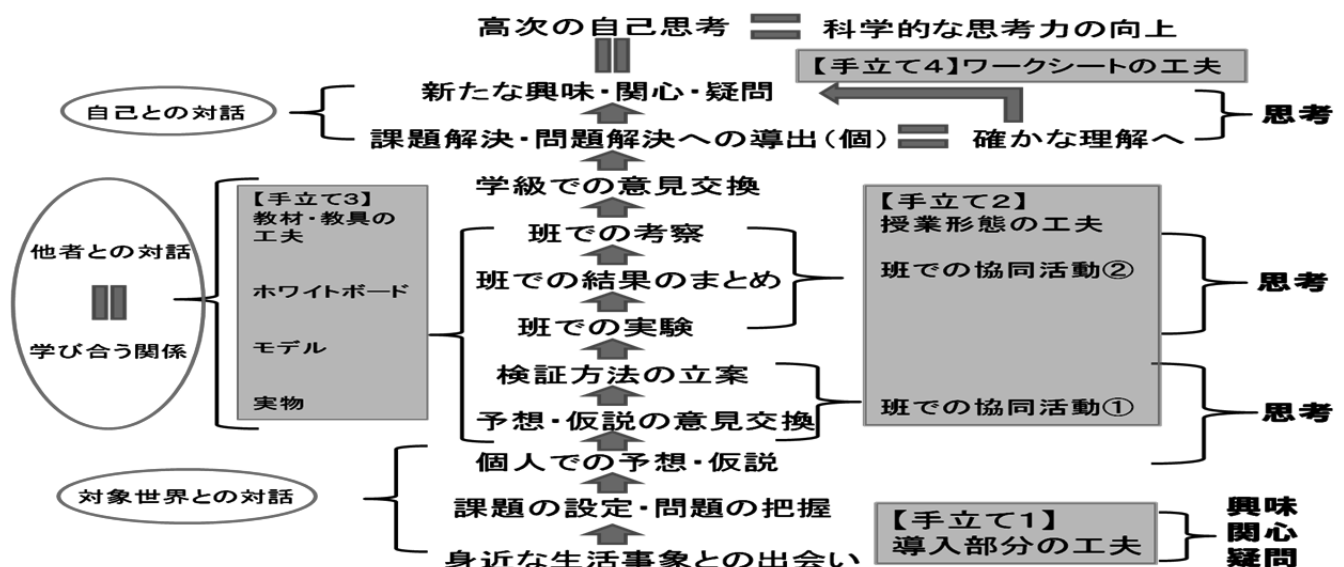 高次の自己思考 = 科学的な思考力の向上
【手立て4】ワークシートの工夫
新たな興味・関心・疑問
自己との対話
思考
課題解決・問題解決への導出(個) = 確かな理解へ
学級での意見交換
【手立て3】
教材・教具の
工夫
ホワイトボード
モデル
実物
他者との対話
学び合う関係
班での考察
班での結果のまとめ
班での実験
検証方法の立案
予想・仮説の意見交換
【手立て2】
授業形態の工夫
班での協同活動②
班での協同活動①
思考
思考
個人での予想・仮説
対象世界との対話
課題の設定・問題の把握
身近な生活事象との出会い
【手立て1】
導入部分の工夫
興味
関心
疑問